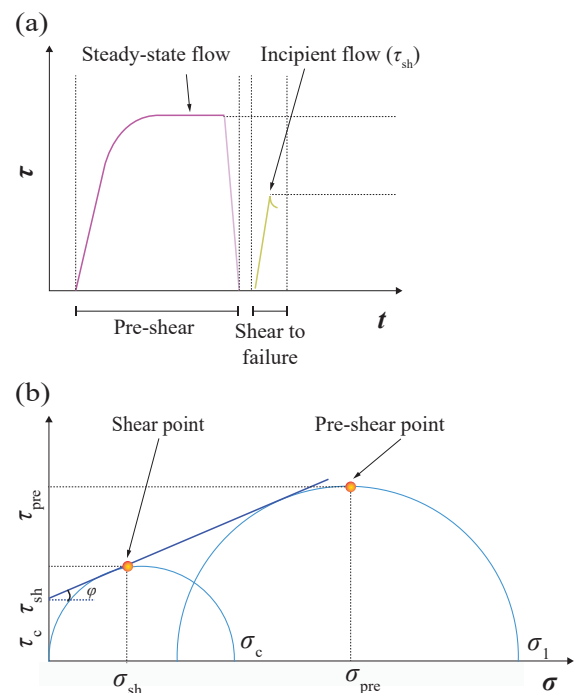 (a)
Steady-state flow
Incipient flow (τsh)
τ
t
Pre-shear
Shear to
failure
(b)
Shear point
Pre-shear point
τpre
τsh
τc
φ
σc
σ1
σsh
σpre
σ